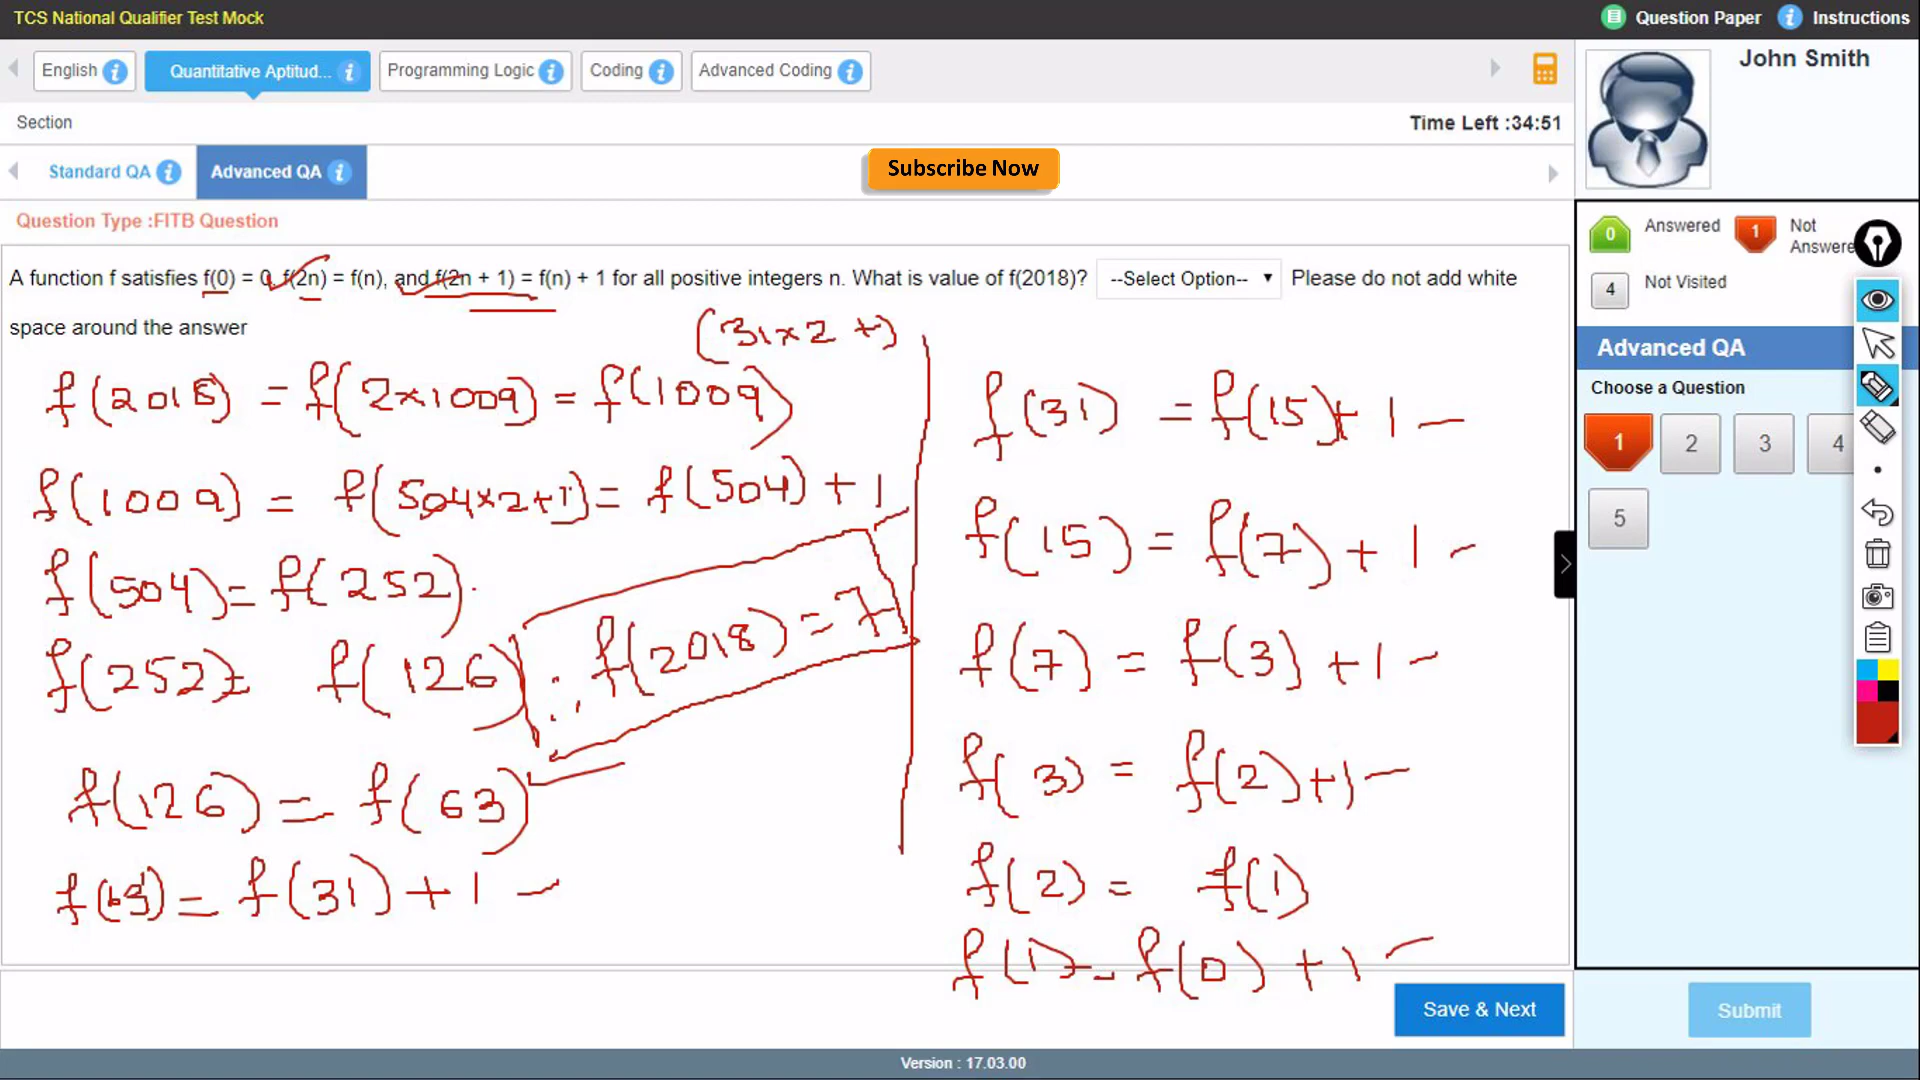 TCS National Qualifier Test Mock
Question Paper
Instructions
English
Quantitative Aptitud...
Programming Logic
Coding
Advanced Coding
John Smith
Section
Time Left :34:51
Standard QA
Advanced QA
Subscribe Now
Question Type :FITB Question
0 Answered
1 Not Answere
4 Not Visited
A function f satisfies f(0) = 0, f(2n) = f(n), and f(2n + 1) = f(n) + 1 for all positive integers n. What is value of f(2018)? --Select Option-- Please do not add white
space around the answer
(31×2 +)
f(2018) = f(2×1009) = f(1009)
f(1009) = f(504×2+1) = f(504) + 1
f(504) = f(252)
f(252) = f(126)
∴ f(2018) = 7
f(126) = f(63)
f(63) = f(31) + 1
f(31) = f(15) + 1
f(15) = f(7) + 1
f(7) = f(3) + 1
f(3) = f(2) + 1
f(2) = f(1)
f(1) = f(0) + 1
Advanced QA
Choose a Question
1 2 3 4
5
Save & Next
Submit
Version : 17.03.00